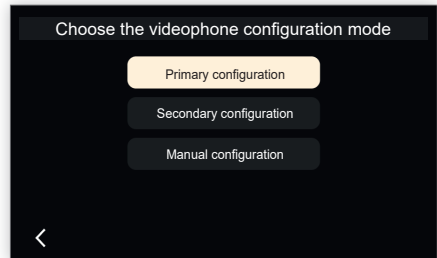 Choose the videophone configuration mode
Primary configuration
Secondary configuration
Manual configuration